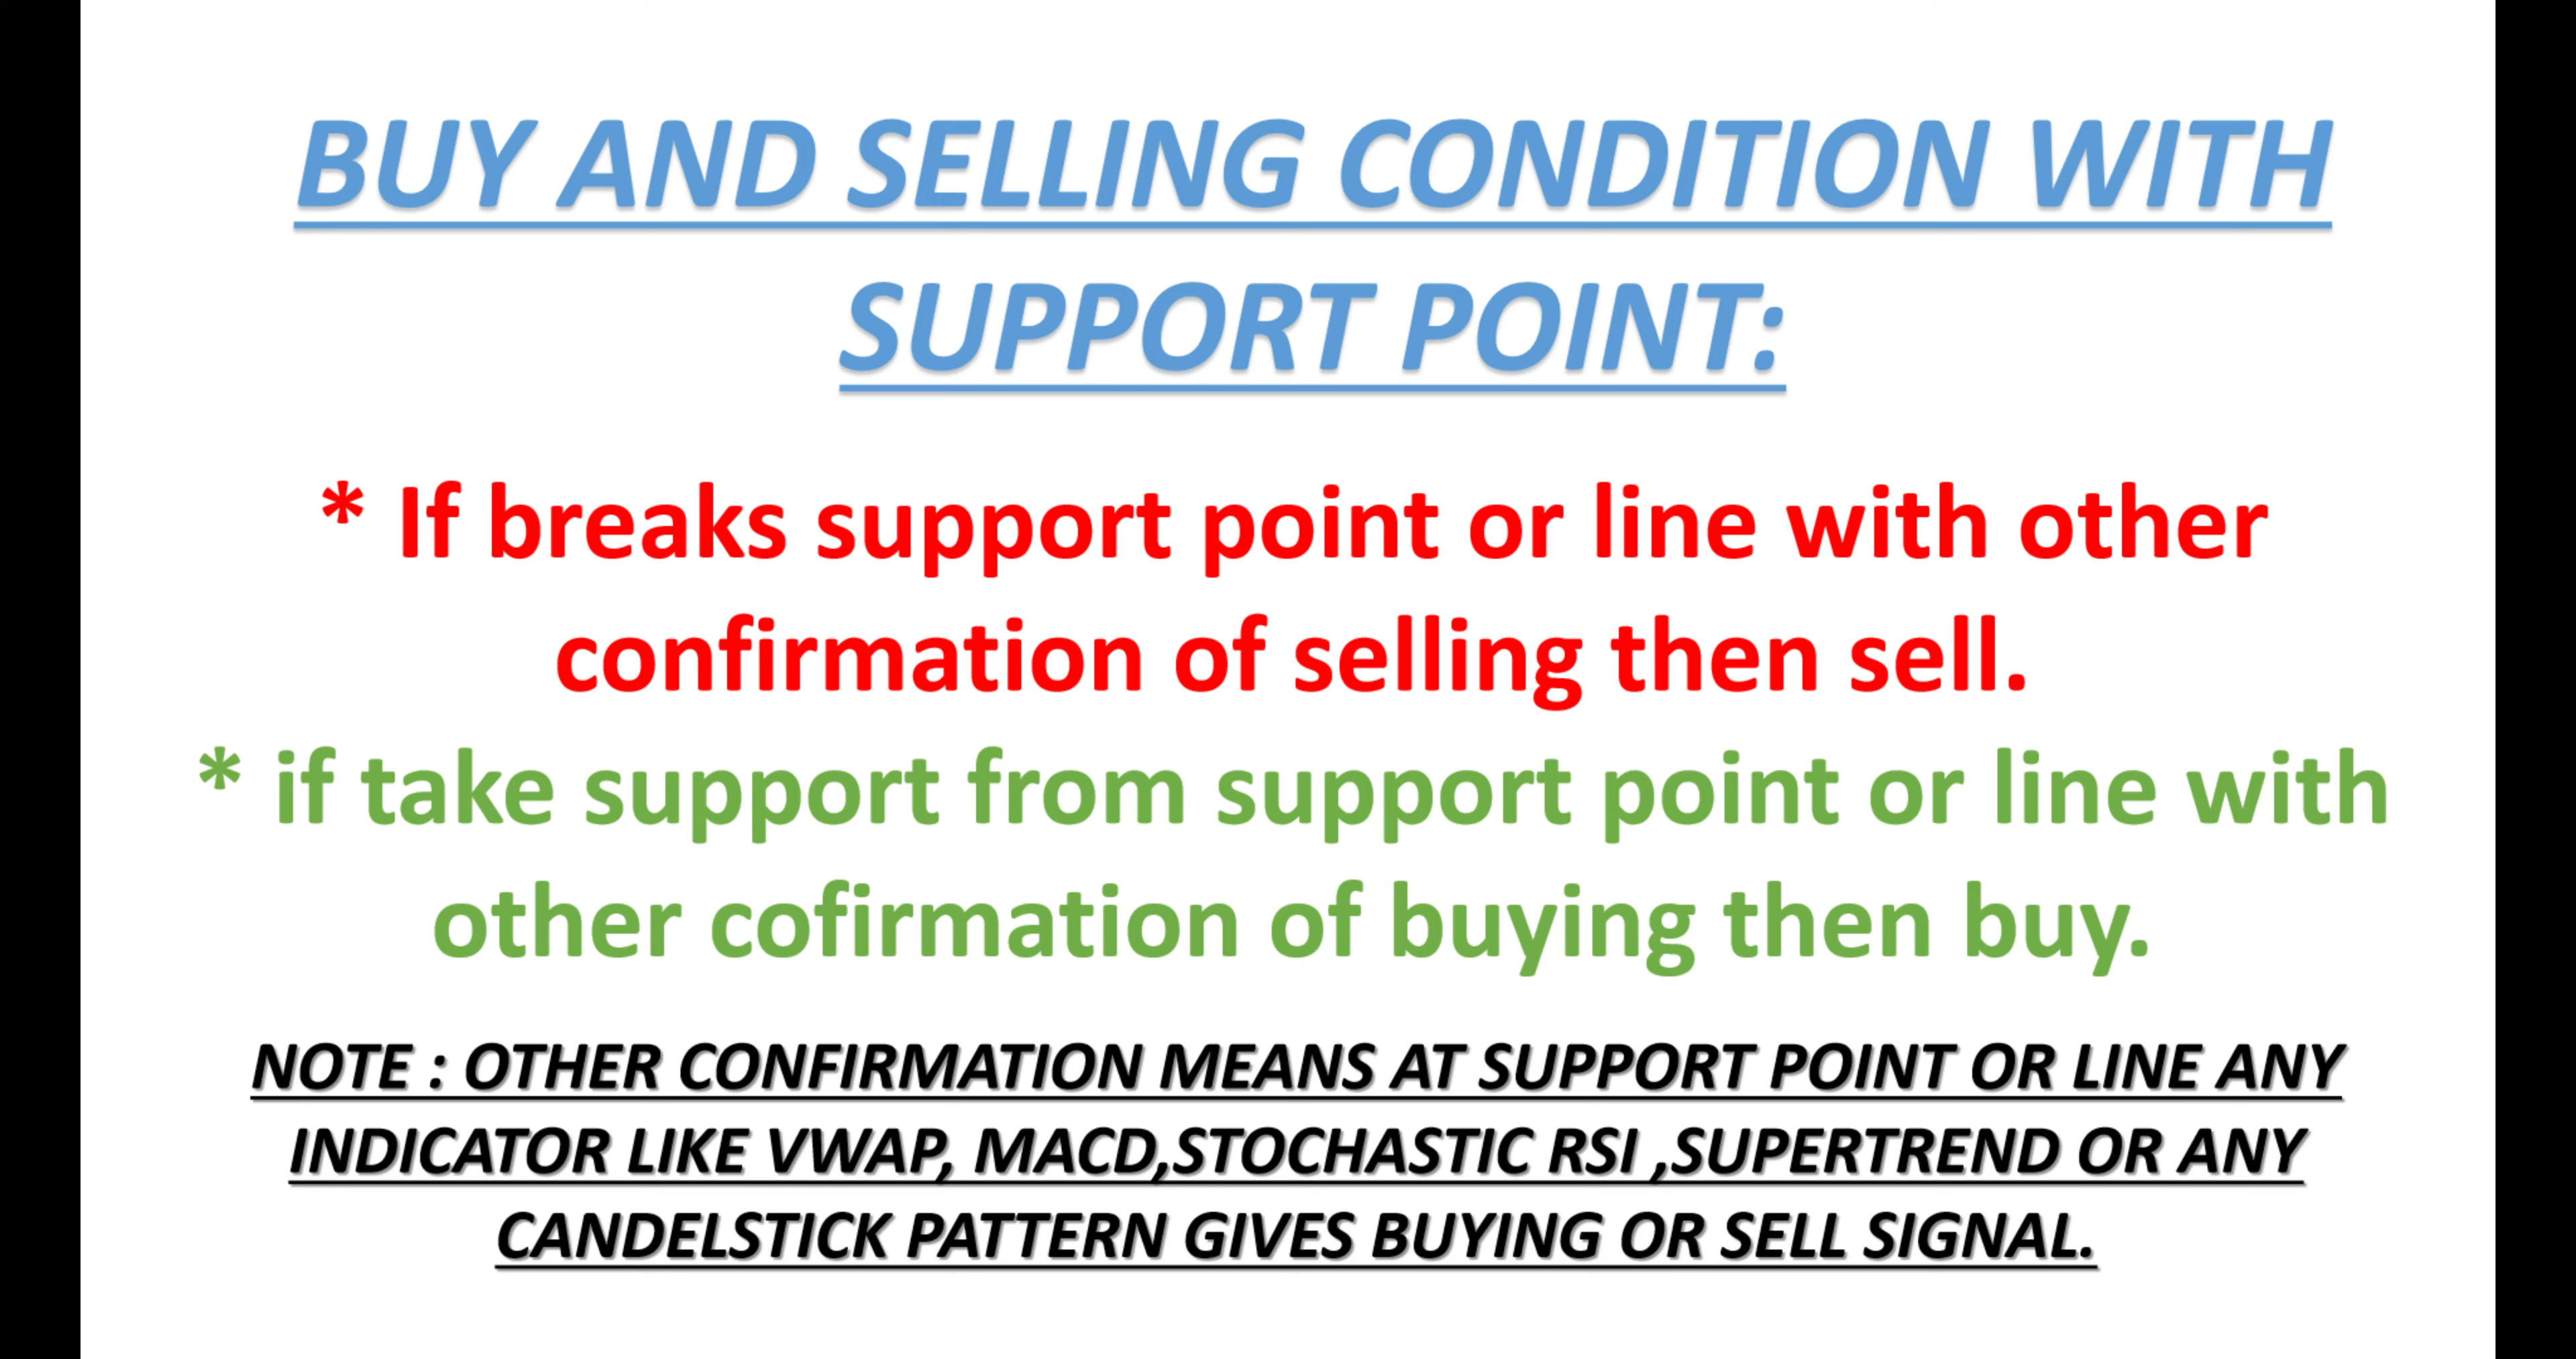 BUY AND SELLING CONDITION WITH
SUPPORT POINT:
* If breaks support point or line with other
confirmation of selling then sell.
* if take support from support point or line with
other cofirmation of buying then buy.
NOTE : OTHER CONFIRMATION MEANS AT SUPPORT POINT OR LINE ANY
INDICATOR LIKE VWAP, MACD,STOCHASTIC RSI ,SUPERTREND OR ANY
CANDELSTICK PATTERN GIVES BUYING OR SELL SIGNAL.